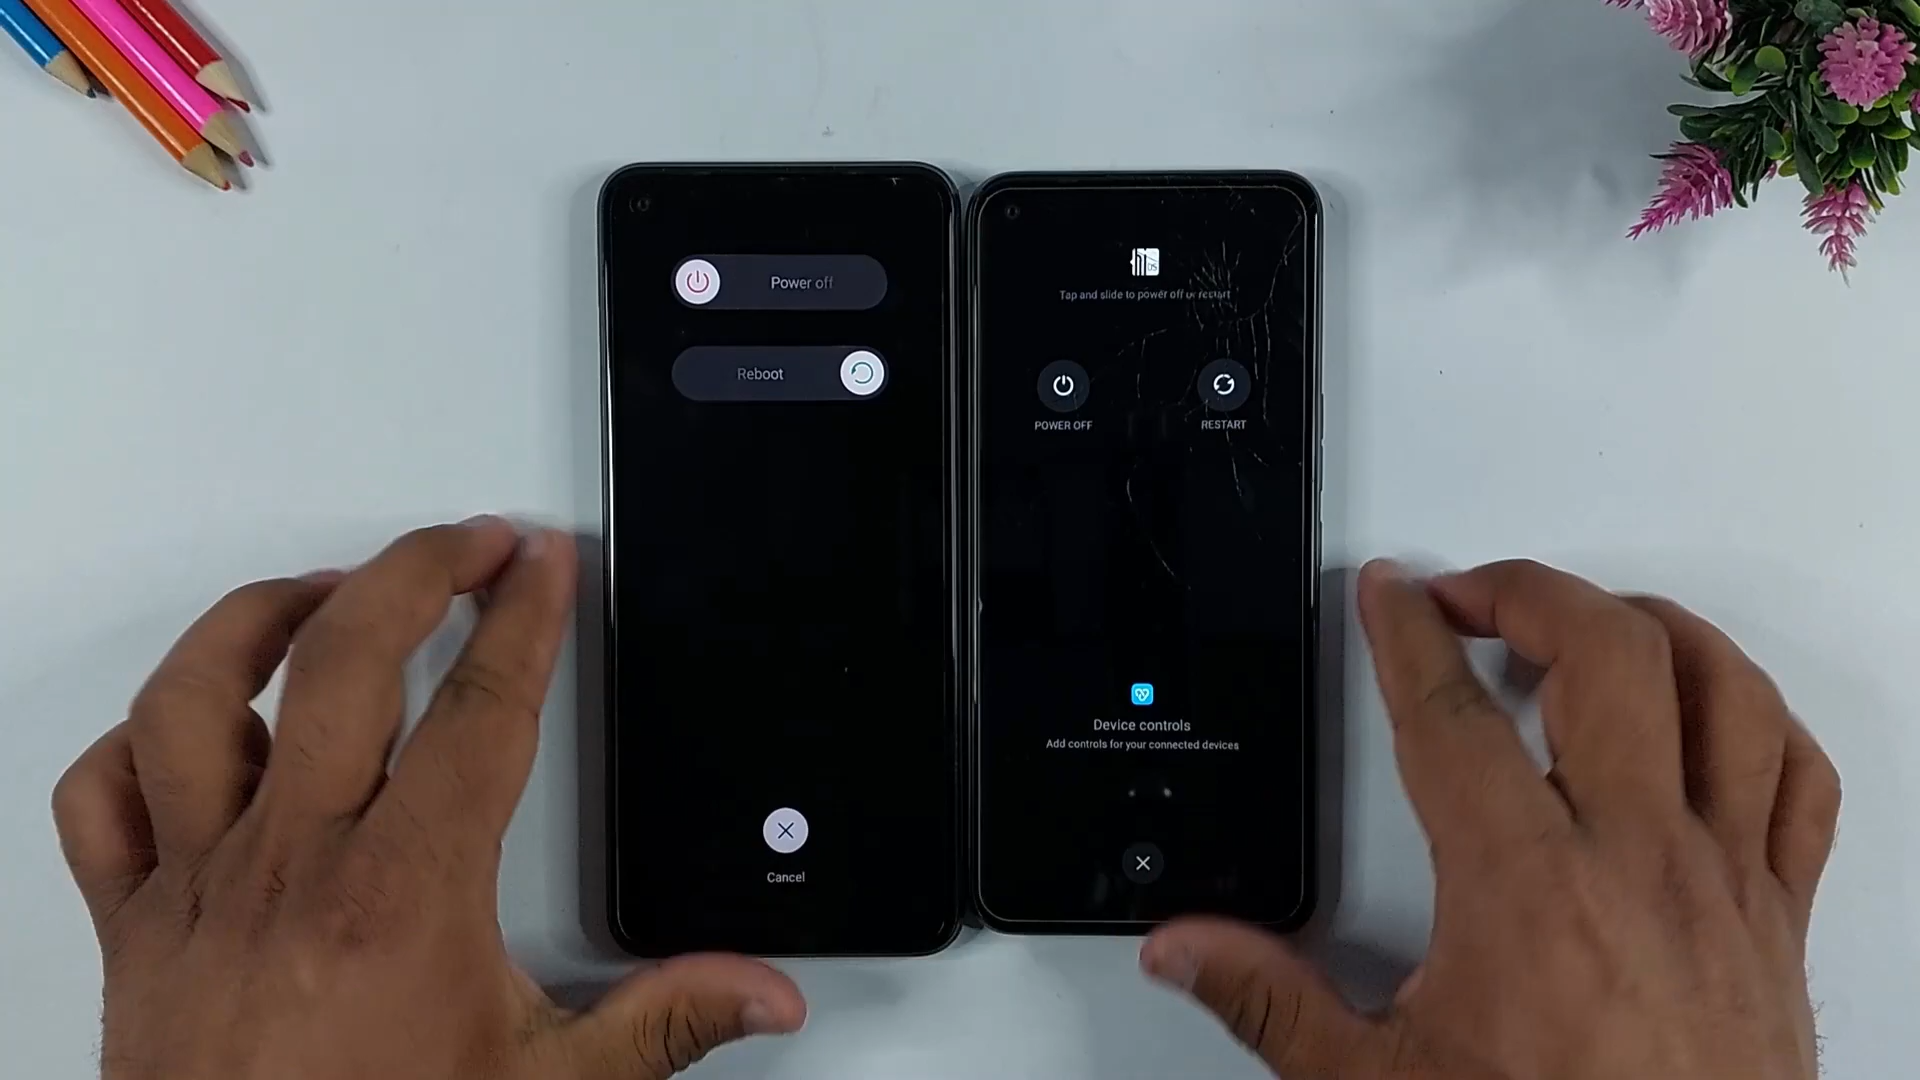 Power off
Reboot
Cancel
Tap and slide to power off or restart
POWER OFF
RESTART
Device controls
Add controls for your connected devices